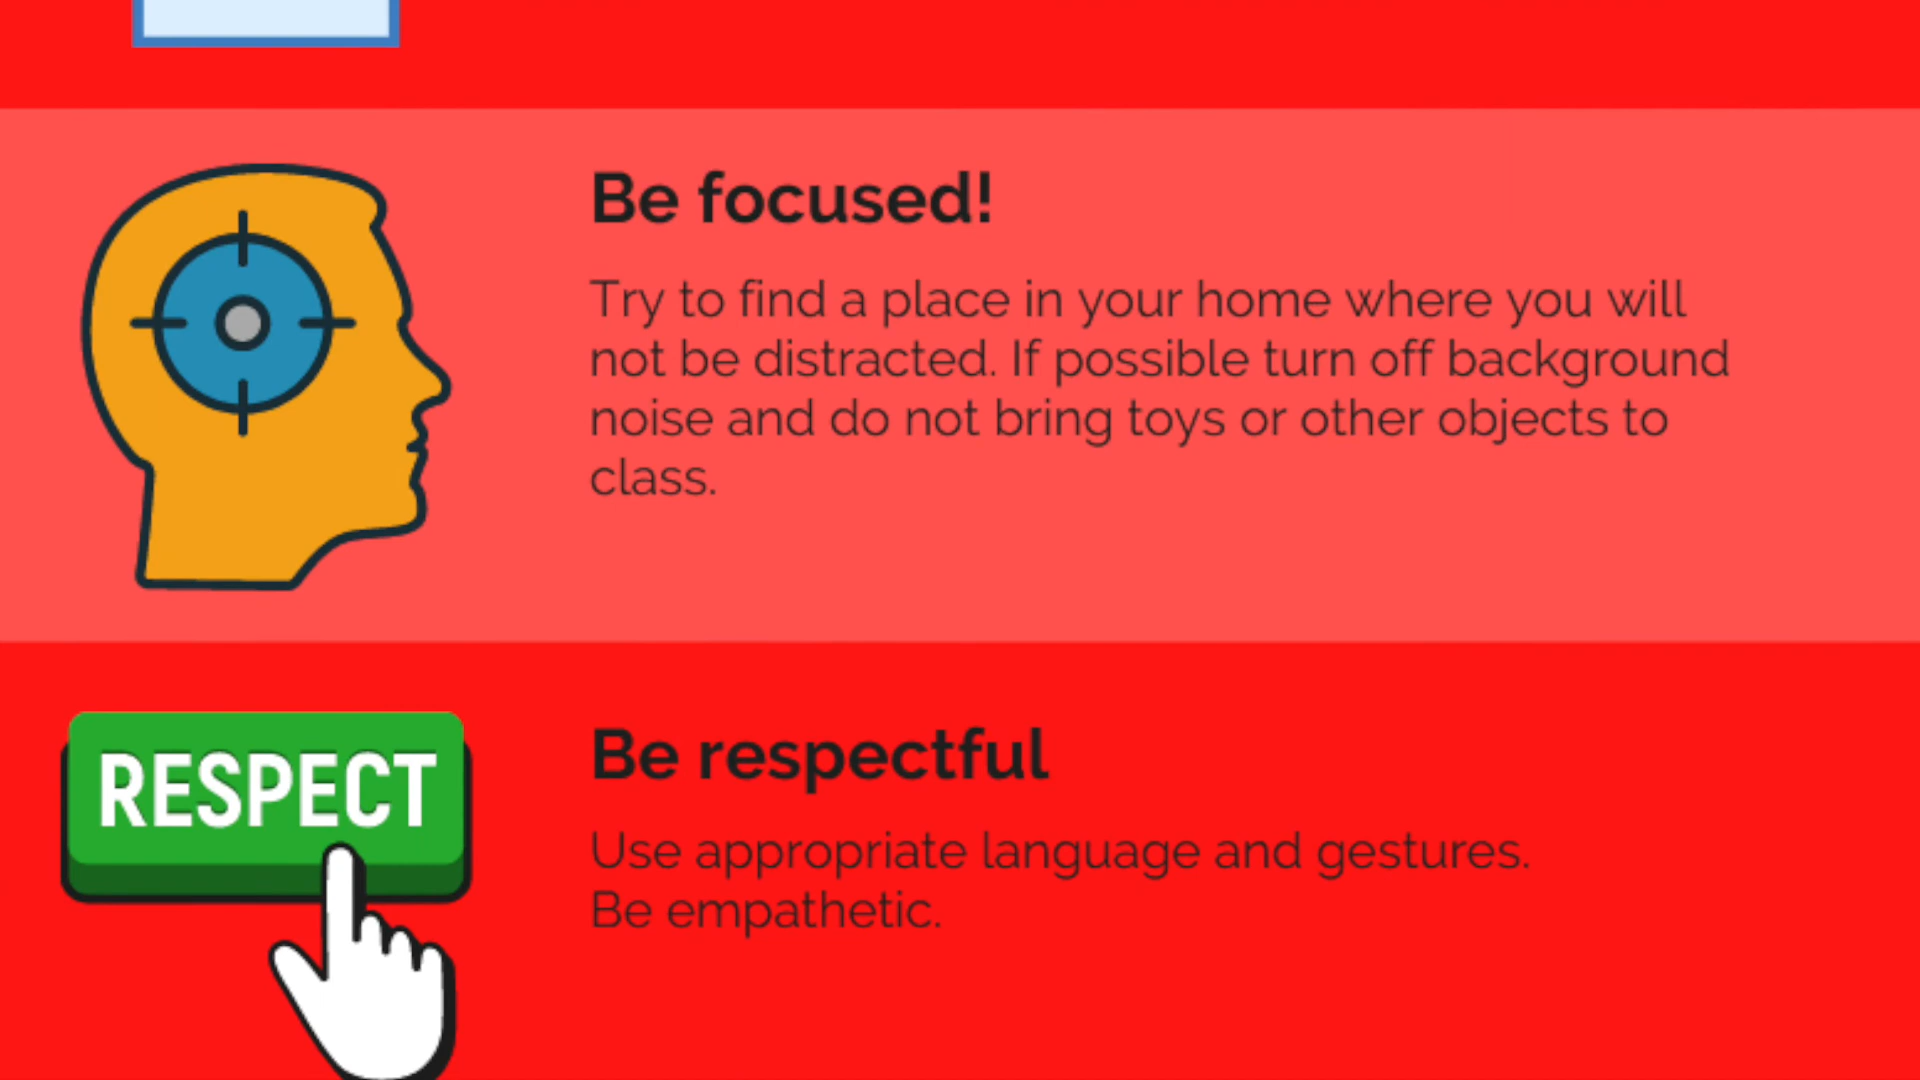 Be focused!
Try to find a place in your home where you will
not be distracted. If possible turn off background
noise and do not bring toys or other objects to
class.
RESPECT
Be respectful
Use appropriate language and gestures.
Be empathetic.